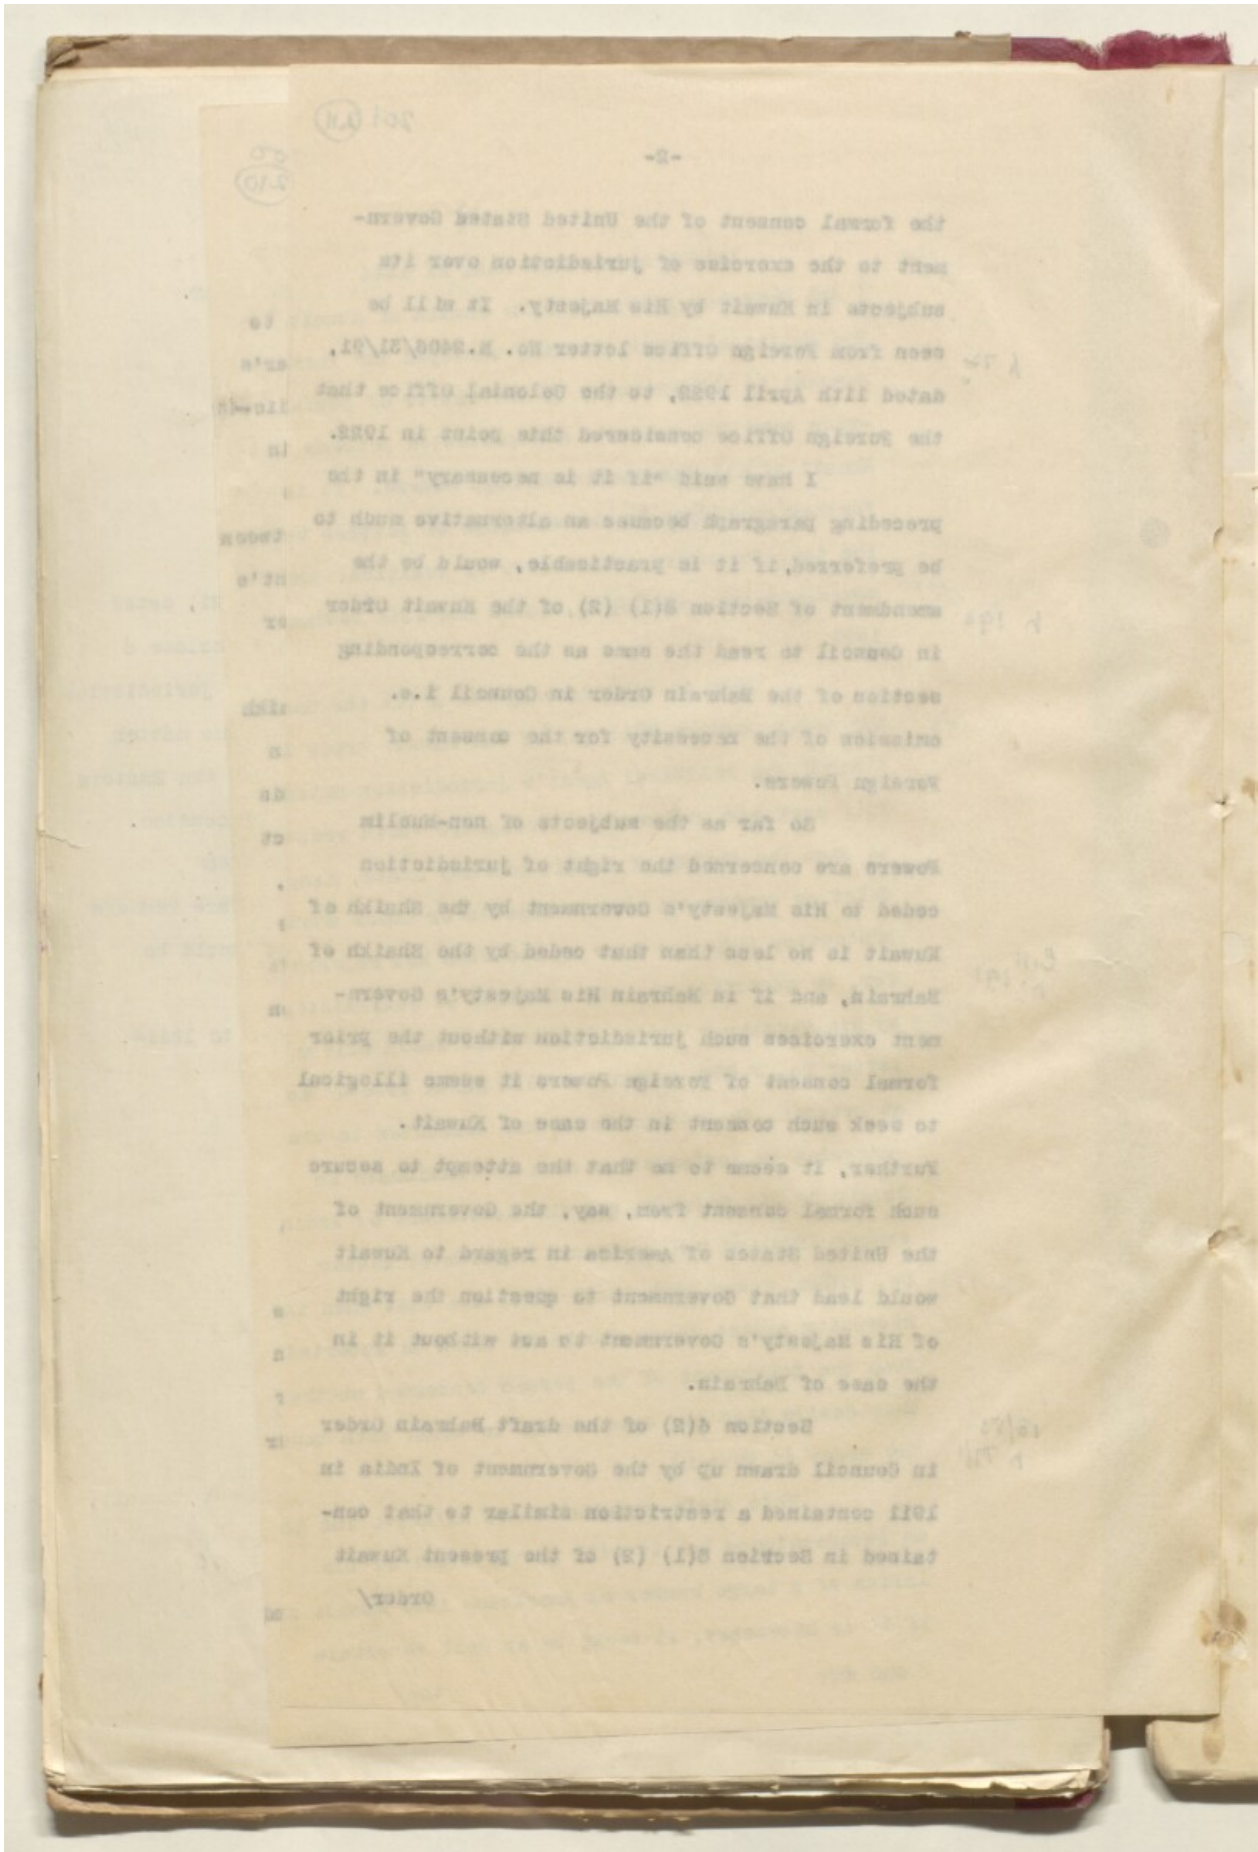 -2-
the formal consent of the United States Govern-
ment to the exercise of jurisdiction over its
subjects in Kuwait by His Majesty. It will be
seen from Foreign Office letter No. E.2406/31/91,
dated 11th April 1922, to the Colonial Office that
the Foreign Office considered this point in 1922.
I have said "if it is necessary" in the
preceding paragraph because an alternative much to
be preferred, if it is practicable, would be the
amendment of Section 8(1) (2) of the Kuwait Order
in Council to read the same as the corresponding
section of the Bahrain Order in Council i.e.
omission of the necessity for the consent of
Foreign Powers.
So far as the subjects of non-Muslim
Powers are concerned the right of jurisdiction
ceded to His Majesty's Government by the Shaikh of
Kuwait is no less than that ceded by the Shaikh of
Bahrain, and if in Bahrain His Majesty's Govern-
ment exercises such jurisdiction without the prior
formal consent of Foreign Powers it seems illogical
to seek such consent in the case of Kuwait.
Further, it seems to me that the attempt to secure
such formal consent from, say, the Government of
the United States of America in regard to Kuwait
would lead that Government to question the right
of His Majesty's Government to act without it in
the case of Bahrain.
Section 6(2) of the draft Bahrain Order
in Council drawn up by the Government of India in
1911 contained a restriction similar to that con-
tained in Section 8(1) (2) of the present Kuwait
Order/